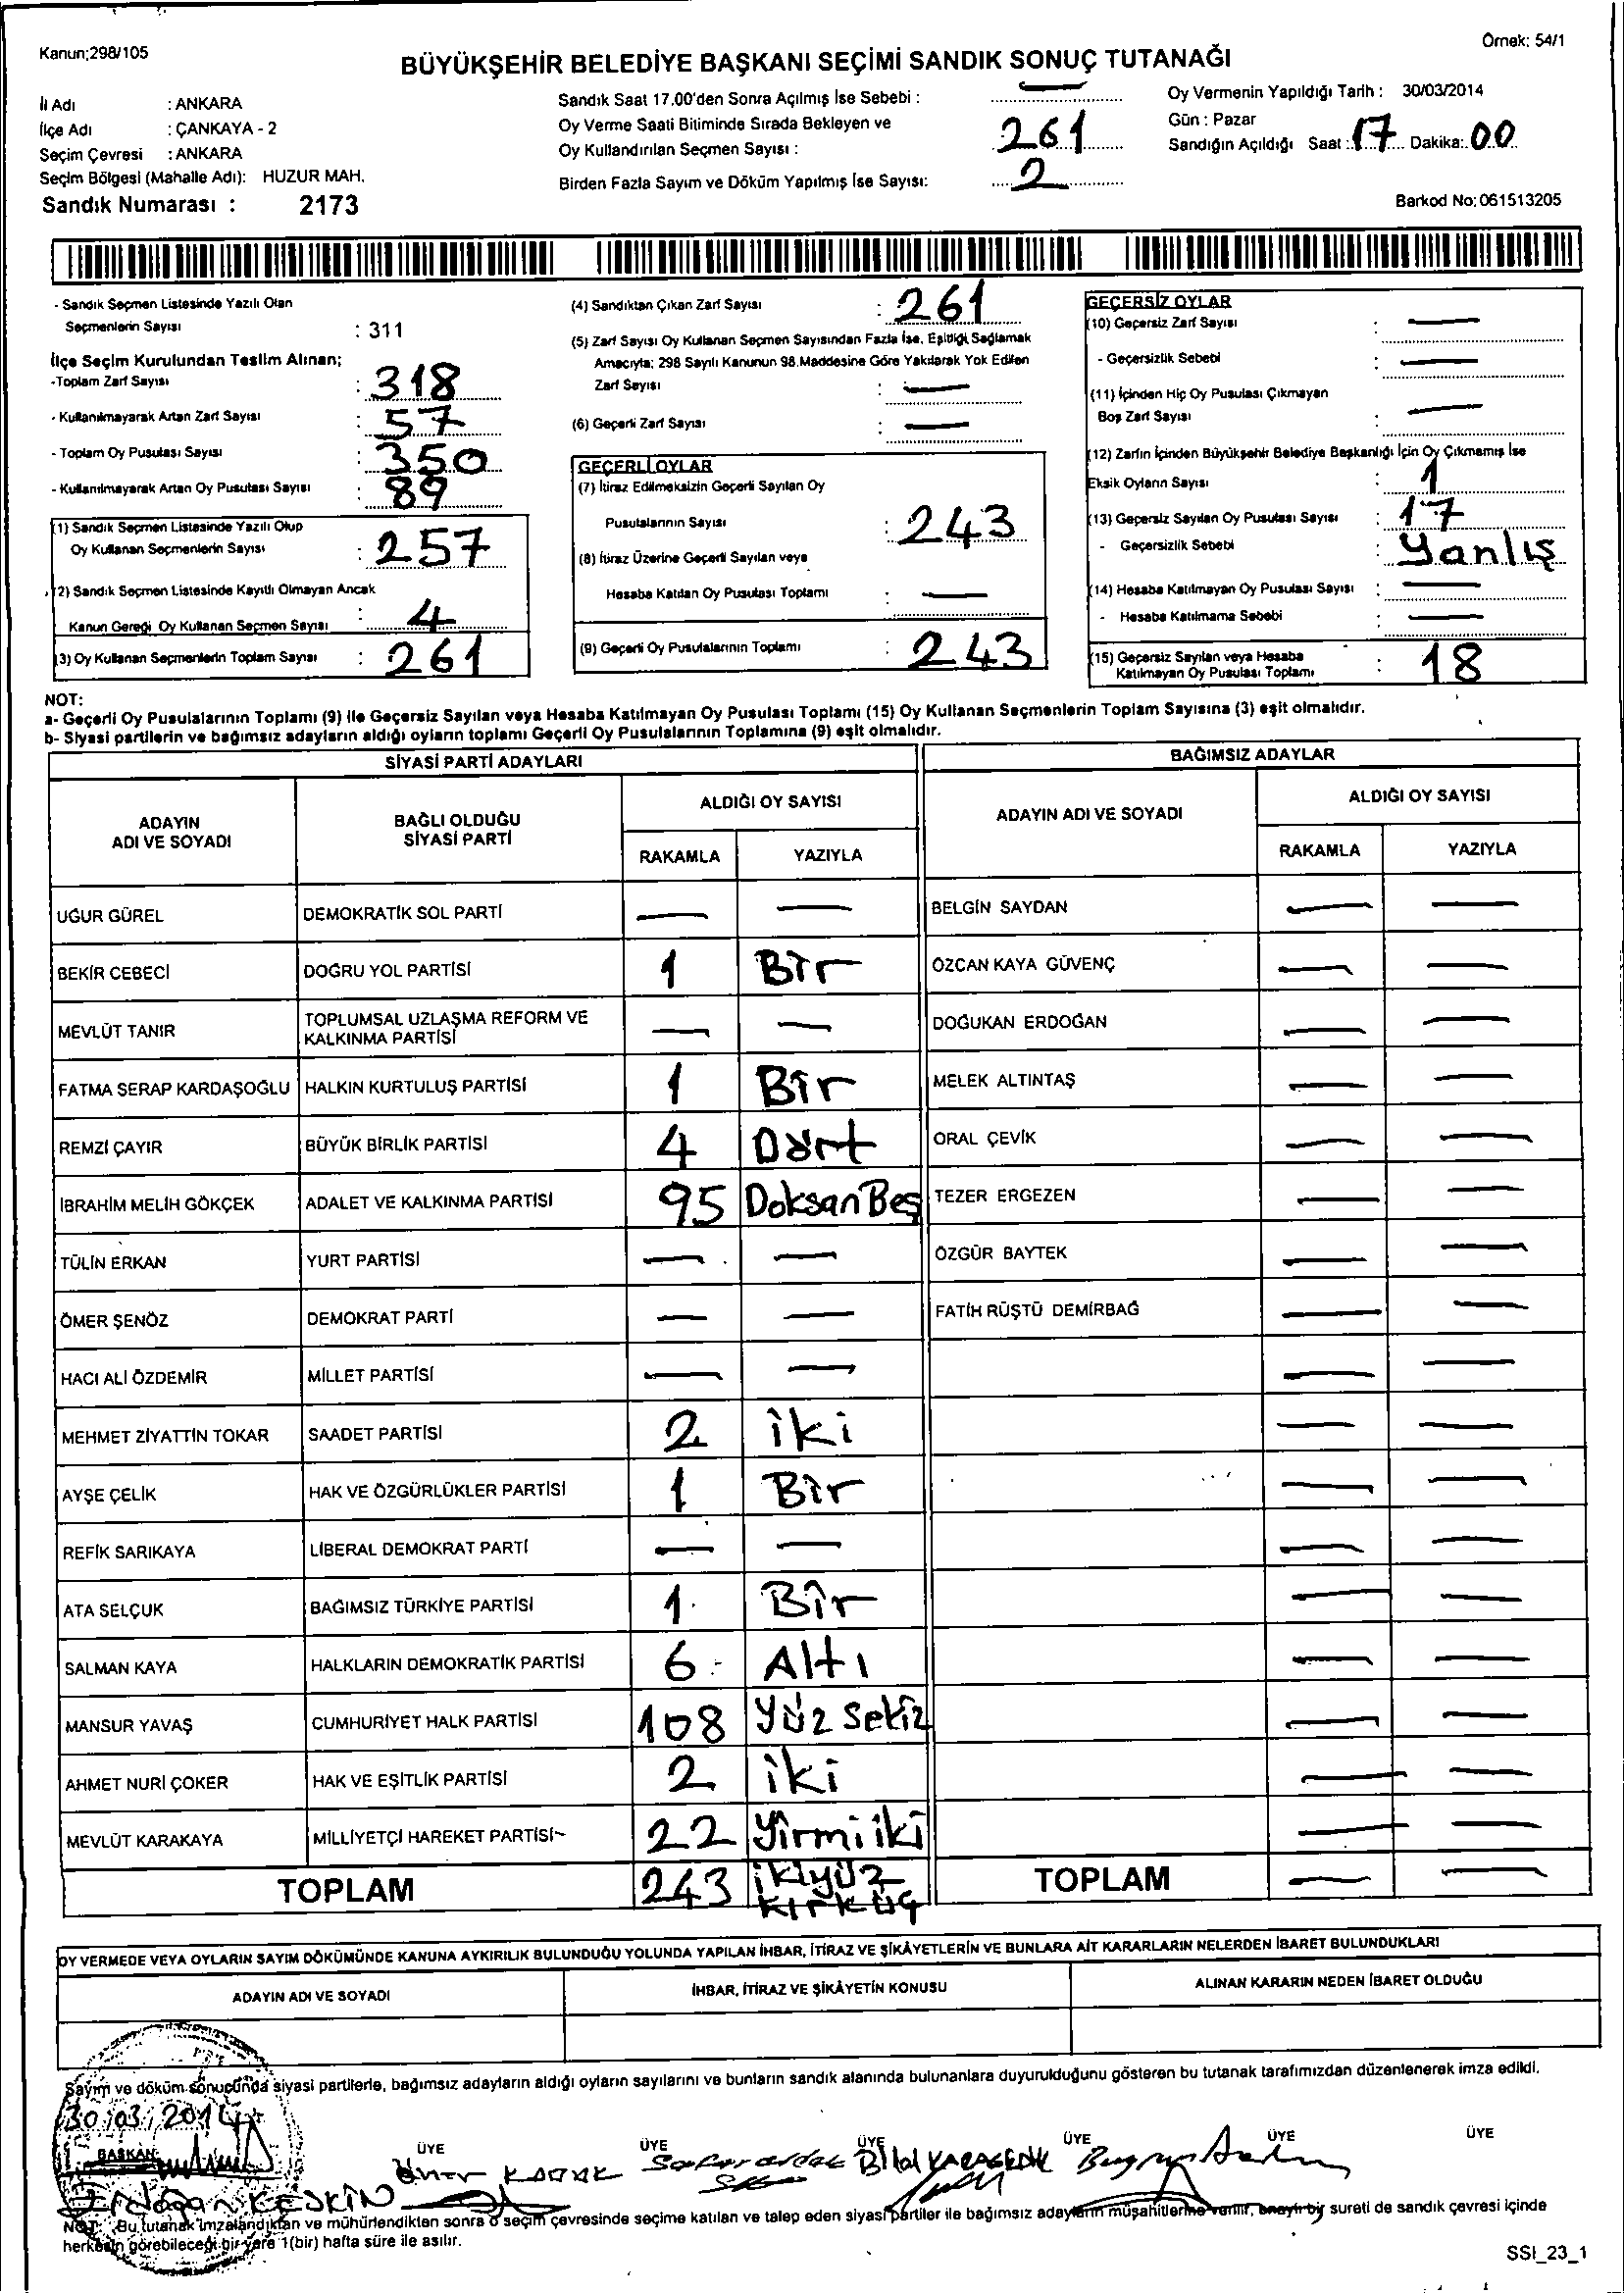 Kanun;298/105
Örnek: 54/1
BÜYÜKŞEHİR BELEDİYE BAŞKANI SEÇİMİ SANDIK SONUÇ TUTANAĞI
İl Adı : ANKARA
İlçe Adı : ÇANKAYA - 2
Seçim Çevresi : ANKARA
Seçim Bölgesi (Mahalle Adı): HUZUR MAH.
Sandık Numarası : 2173
Sandık Saat 17.00'den Sonra Açılmış İse Sebebi : —
Oy Verme Saati Bitiminde Sırada Bekleyen ve
Oy Kullandırılan Seçmen Sayısı : 261
Birden Fazla Sayım ve Döküm Yapılmış İse Sayısı: 2
Oy Vermenin Yapıldığı Tarih : 30/03/2014
Gün : Pazar
Sandığın Açıldığı Saat : 17 Dakika: 00
Barkod No: 061513205
- Sandık Seçmen Listesinde Yazılı Olan
Seçmenlerin Sayısı : 311
İlçe Seçim Kurulundan Teslim Alınan;
-Toplam Zarf Sayısı : 318
- Kullanılmayarak Artan Zarf Sayısı : 57
- Toplam Oy Pusulası Sayısı : 350
- Kullanılmayarak Artan Oy Pusulası Sayısı : 89
(1) Sandık Seçmen Listesinde Yazılı Olup
Oy Kullanan Seçmenlerin Sayısı : 257
(2) Sandık Seçmen Listesinde Kayıtlı Olmayan Ancak
Kanun Gereği Oy Kullanan Seçmen Sayısı : 4
(3) Oy Kullanan Seçmenlerin Toplam Sayısı : 261
(4) Sandıktan Çıkan Zarf Sayısı : 261
(5) Zarf Sayısı Oy Kullanan Seçmen Sayısından Fazla İse, Eşitliği Sağlamak
Amacıyla; 298 Sayılı Kanunun 98.Maddesine Göre Yakılarak Yok Edilen
Zarf Sayısı : —
(6) Geçerli Zarf Sayısı : —
GEÇERLİ OYLAR
(7) İtiraz Edilmeksizin Geçerli Sayılan Oy
Pusulalarının Sayısı : 243
(8) İtiraz Üzerine Geçerli Sayılan veya
Hesaba Katılan Oy Pusulası Toplamı : —
(9) Geçerli Oy Pusulalarının Toplamı : 243
GEÇERSİZ OYLAR
(10) Geçersiz Zarf Sayısı : —
- Geçersizlik Sebebi : —
(11) İçinden Hiç Oy Pusulası Çıkmayan
Boş Zarf Sayısı : —
(12) Zarfın İçinden Büyükşehir Belediye Başkanlığı İçin Oy Çıkmamış İse
Eksik Oyların Sayısı : 1
(13) Geçersiz Sayılan Oy Pusulası Sayısı : 17
- Geçersizlik Sebebi : Yanlış
(14) Hesaba Katılmayan Oy Pusulası Sayısı : —
- Hesaba Katılmama Sebebi : —
(15) Geçersiz Sayılan veya Hesaba
Katılmayan Oy Pusulası Toplamı : 18
NOT:
a- Geçerli Oy Pusulalarının Toplamı (9) ile Geçersiz Sayılan veya Hesaba Katılmayan Oy Pusulası Toplamı (15) Oy Kullanan Seçmenlerin Toplam Sayısına (3) eşit olmalıdır.
b- Siyasi partilerin ve bağımsız adayların aldığı oyların toplamı Geçerli Oy Pusulalarının Toplamına (9) eşit olmalıdır.
SİYASİ PARTİ ADAYLARI
BAĞIMSIZ ADAYLAR
ADAYIN
ADI VE SOYADI
BAĞLI OLDUĞU
SİYASİ PARTİ
ALDIĞI OY SAYISI
RAKAMLA YAZIYLA
ADAYIN ADI VE SOYADI
ALDIĞI OY SAYISI
RAKAMLA YAZIYLA
UĞUR GÜREL DEMOKRATİK SOL PARTİ — — BELGİN SAYDAN — —
BEKİR CEBECİ DOĞRU YOL PARTİSİ 1 Bir ÖZCAN KAYA GÜVENÇ — —
MEVLÜT TANIR TOPLUMSAL UZLAŞMA REFORM VE
KALKINMA PARTİSİ — — DOĞUKAN ERDOĞAN — —
FATMA SERAP KARDAŞOĞLU HALKIN KURTULUŞ PARTİSİ 1 Bir MELEK ALTINTAŞ — —
REMZİ ÇAYIR BÜYÜK BİRLİK PARTİSİ 4 Dört ORAL ÇEVİK — —
İBRAHİM MELİH GÖKÇEK ADALET VE KALKINMA PARTİSİ 95 Doksan Beş TEZER ERGEZEN — —
TÜLİN ERKAN YURT PARTİSİ — — ÖZGÜR BAYTEK — —
ÖMER ŞENÖZ DEMOKRAT PARTİ — — FATİH RÜŞTÜ DEMİRBAĞ — —
HACI ALİ ÖZDEMİR MİLLET PARTİSİ — — — —
MEHMET ZİYATTİN TOKAR SAADET PARTİSİ 2 iki — —
AYŞE ÇELİK HAK VE ÖZGÜRLÜKLER PARTİSİ 1 Bir — —
REFİK SARIKAYA LİBERAL DEMOKRAT PARTİ — — — —
ATA SELÇUK BAĞIMSIZ TÜRKİYE PARTİSİ 1 Bir — —
SALMAN KAYA HALKLARIN DEMOKRATİK PARTİSİ 6 Altı — —
MANSUR YAVAŞ CUMHURİYET HALK PARTİSİ 108 Yüz Sekiz — —
AHMET NURİ ÇOKER HAK VE EŞİTLİK PARTİSİ 2 iki — —
MEVLÜT KARAKAYA MİLLİYETÇİ HAREKET PARTİSİ 22 Yirmi iki — —
TOPLAM 243 ikiyüz
kırküç TOPLAM — —
OY VERMEDE VEYA OYLARIN SAYIM DÖKÜMÜNDE KANUNA AYKIRILIK BULUNDUĞU YOLUNDA YAPILAN İHBAR, İTİRAZ VE ŞİKÂYETLERİN VE BUNLARA AİT KARARLARIN NELERDEN İBARET BULUNDUKLARI
ADAYIN ADI VE SOYADI İHBAR, İTİRAZ VE ŞİKÂYETİN KONUSU ALINAN KARARIN NEDEN İBARET OLDUĞU
Sayım ve döküm sonucunda siyasi partilerle, bağımsız adayların aldığı oyların sayılarını ve bunların sandık alanında bulunanlara duyurulduğunu gösteren bu tutanak tarafımızdan düzenlenerek imza edildi.
30/03/2014
BAŞKAN ÜYE ÜYE ÜYE ÜYE ÜYE ÜYE
Bilal KARAGEDİK
Erdoğan KESKİN
NOT: Bu tutanak imzalandıktan ve mühürlendikten sonra o seçim çevresinde seçime katılan ve talep eden siyasi partiler ile bağımsız adayların müşahitlerine verilir, onaylı bir sureti de sandık çevresi içinde
herkesin görebileceği bir yere 1(bir) hafta süre ile asılır.
SSI_23_1